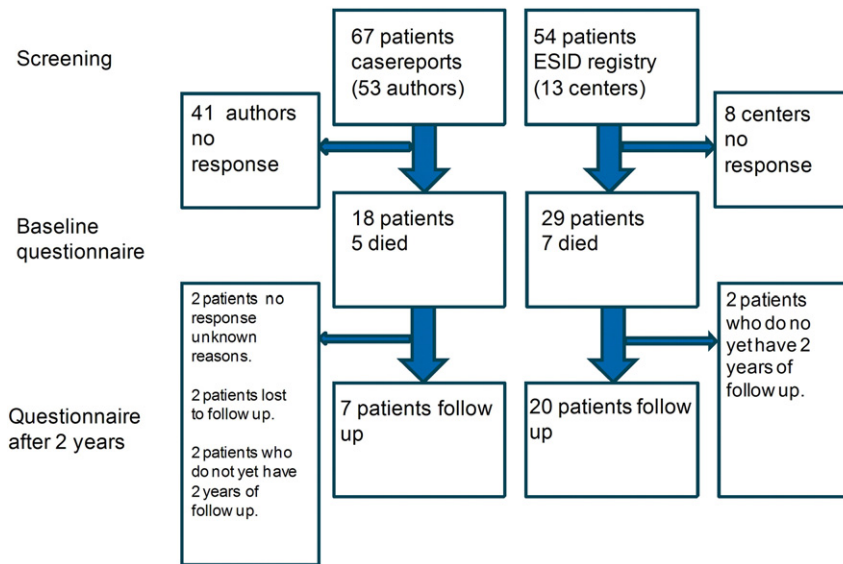 Screening
67 patients
casereports
(53 authors)
54 patients
ESID registry
(13 centers)
41 authors
no
response
8 centers
no
response
Baseline
questionnaire
18 patients
5 died
29 patients
7 died
2 patients no
response
unknown
reasons.
2 patients lost
to follow up.
2 patients who
do not yet have
2 years of
follow up.
2 patients
who do no
yet have 2
years of
follow up.
Questionnaire
after 2 years
7 patients follow
up
20 patients follow
up